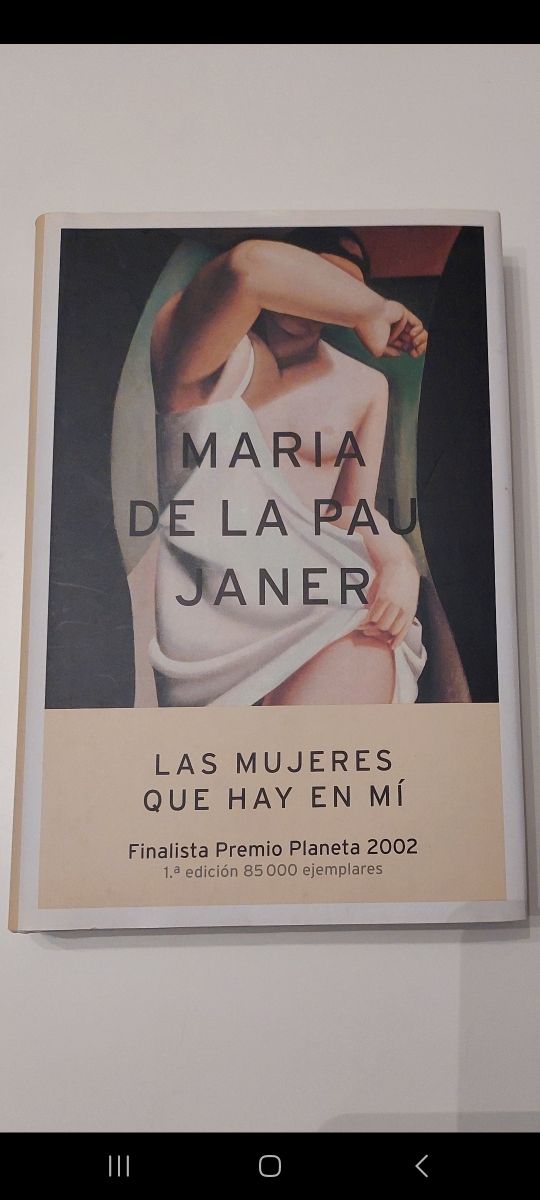 MARIA
DE LA PAU
JANER
LAS MUJERES
QUE HAY EN MÍ
Finalista Premio Planeta 2002
1.ª edición 85 000 ejemplares